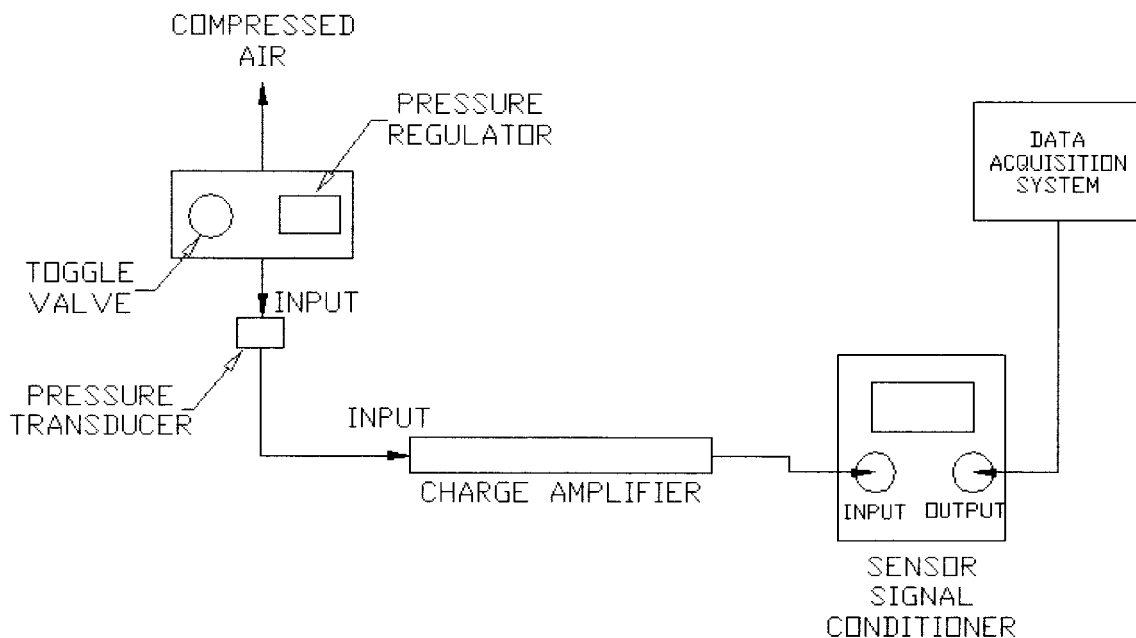 COMPRESSED
AIR
PRESSURE
REGULATOR
DATA
ACQUISITION
SYSTEM
TOGGLE
VALVE
INPUT
PRESSURE
TRANSDUCER
INPUT
CHARGE AMPLIFIER
INPUT OUTPUT
SENSOR
SIGNAL
CONDITIONER